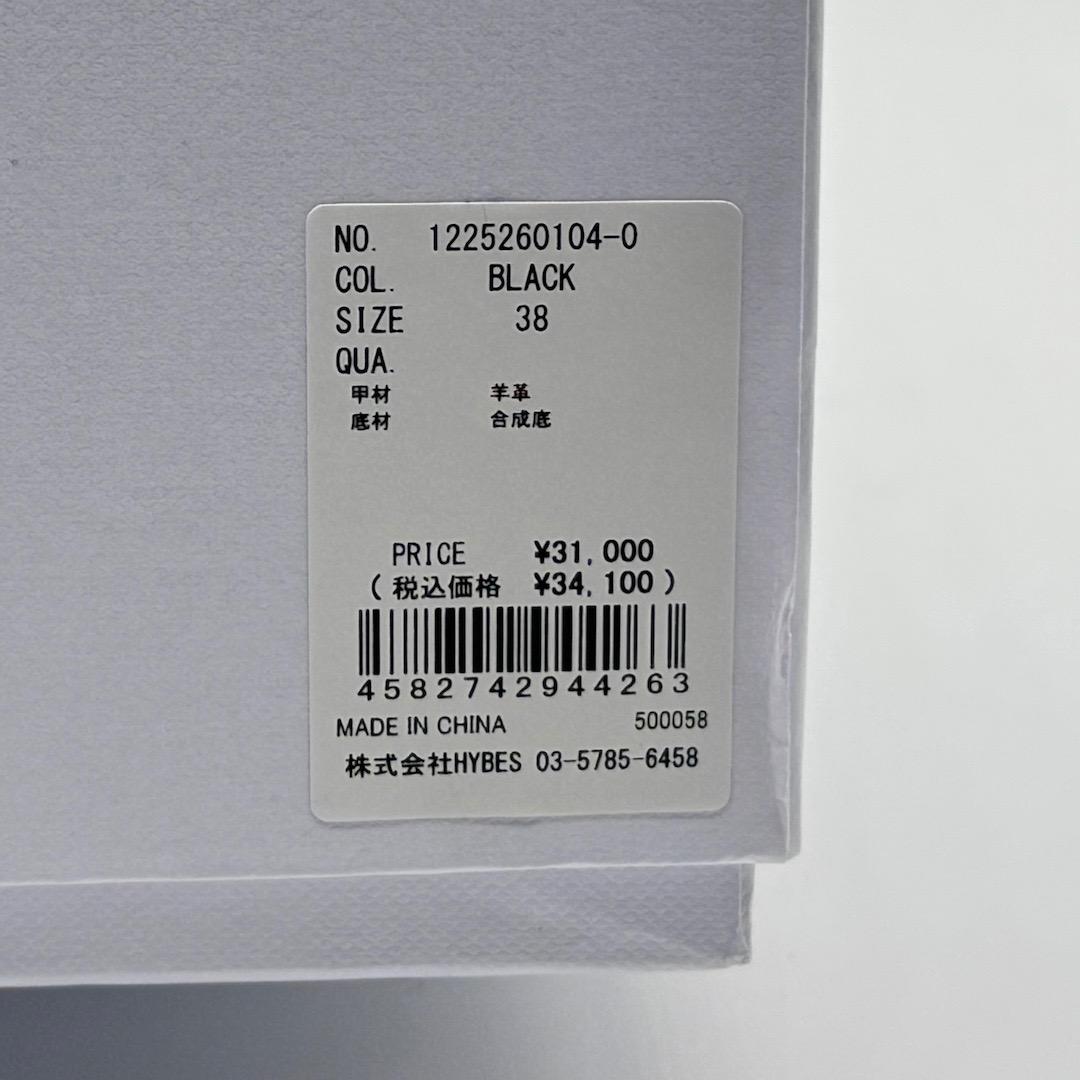 NO. 1225260104-0
COL. BLACK
SIZE 38
QUA.
甲材 羊革
底材 合成底
PRICE ¥31,000
(税込価格 ¥34,100)
4582742944263
MADE IN CHINA 500058
株式会社HYBES 03-5785-6458